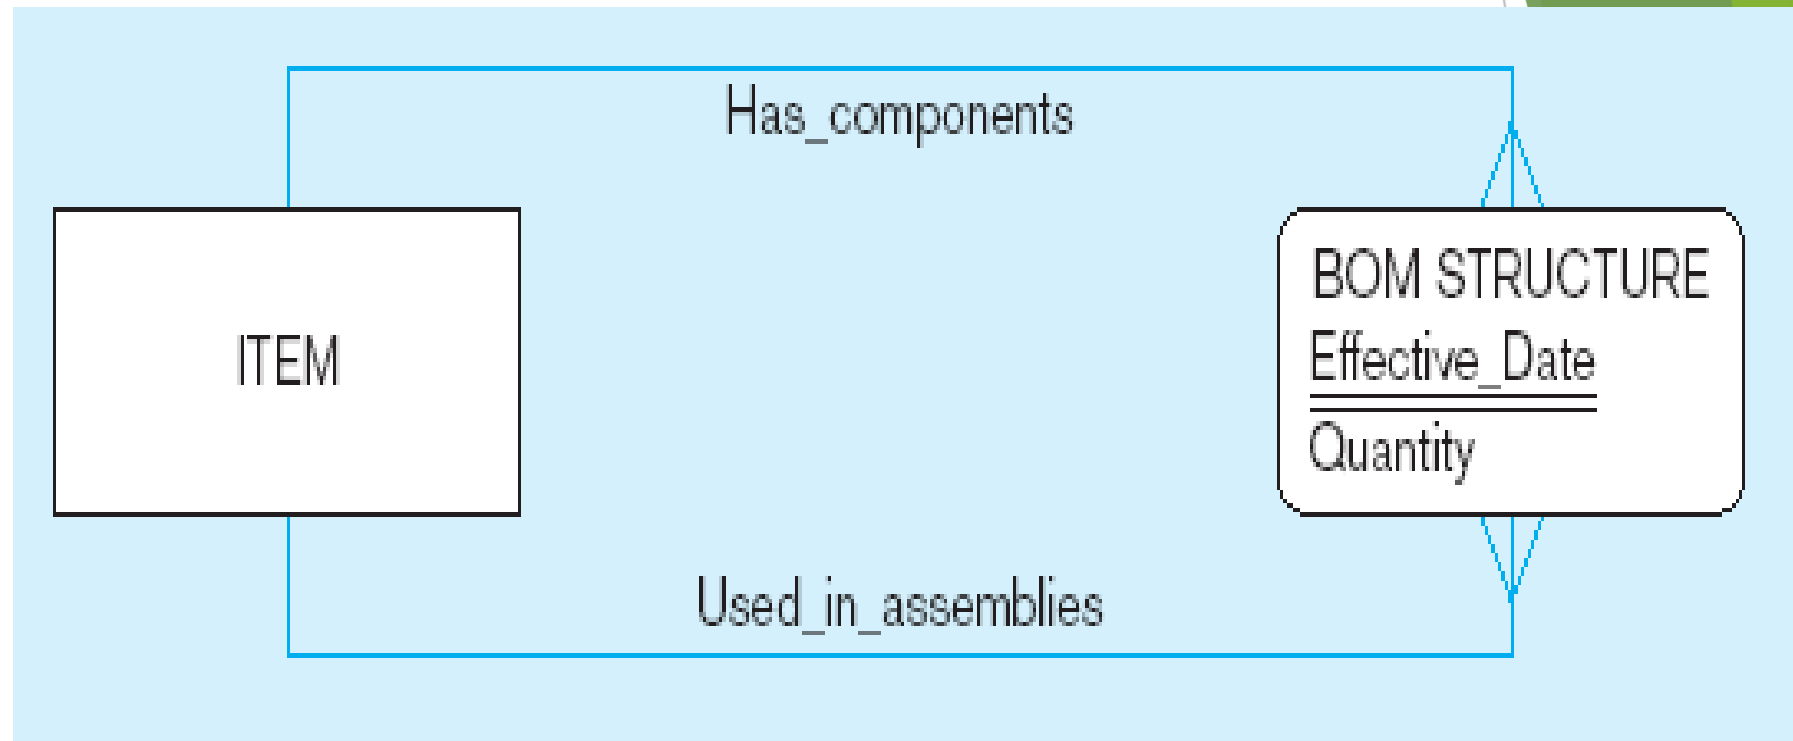 Has_components
ITEM
BOM STRUCTURE
Effective_Date
Quantity
Used_in_assemblies